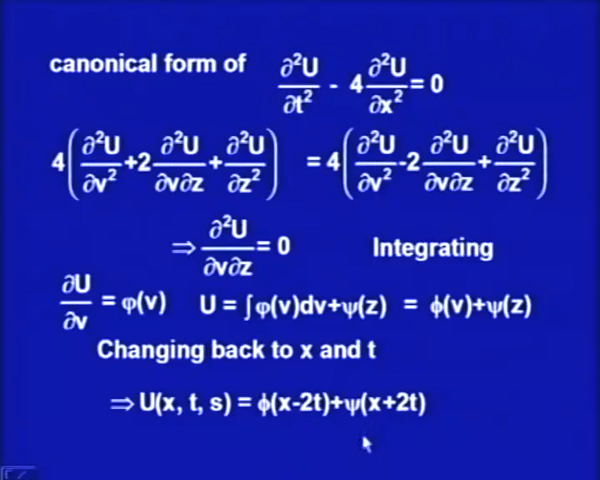 canonical form of ∂²U/∂t² - 4 ∂²U/∂x² = 0
4(∂²U/∂v² +2 ∂²U/∂v∂z + ∂²U/∂z²) = 4(∂²U/∂v² -2 ∂²U/∂v∂z + ∂²U/∂z²)
⇒ ∂²U/∂v∂z = 0 Integrating
∂U/∂v = φ(v) U = ∫φ(v)dv+ψ(z) = ϕ(v)+ψ(z)
Changing back to x and t
⇒ U(x, t, s) = ϕ(x-2t)+ψ(x+2t)